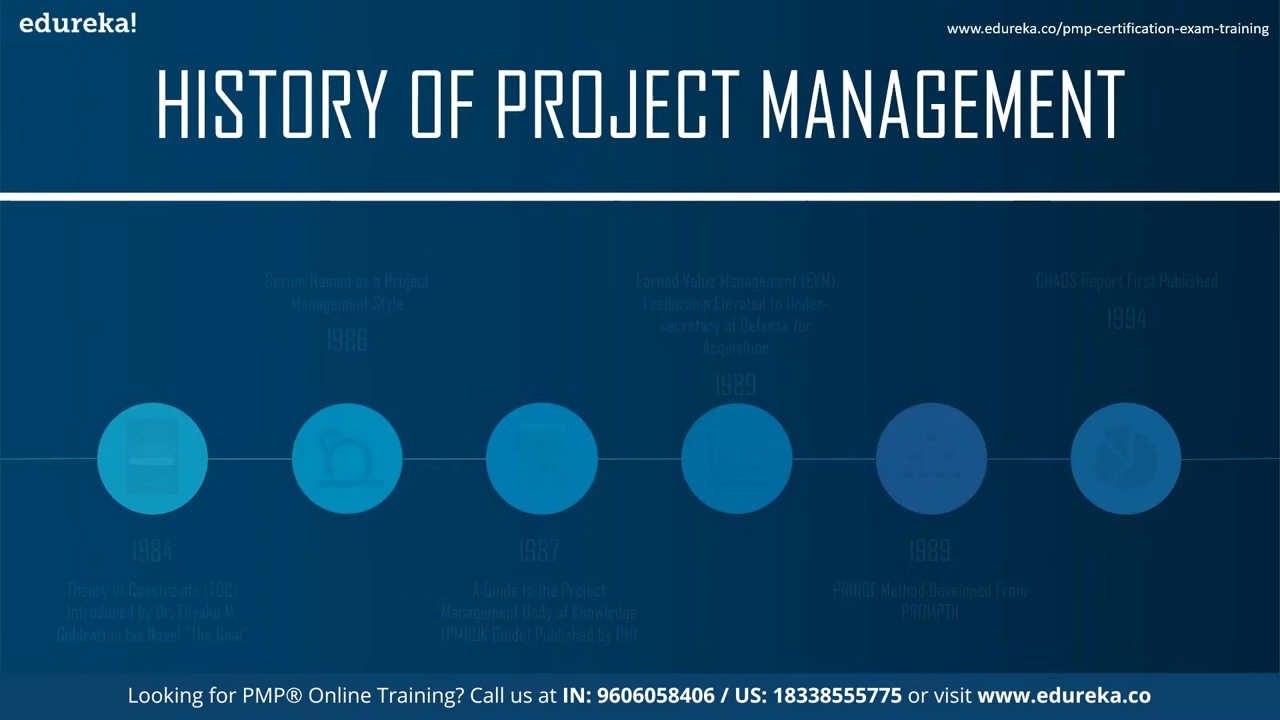 edureka!
www.edureka.co/pmp-certification-exam-training
HISTORY OF PROJECT MANAGEMENT
Scrum Named as a Project
Management Style
1986
Earned Value Management (EVM)
Leadership Elevated to Under-
secretary of Defense for
Acquisition
1989
CHAOS Report First Published
1994
1984
Theory of Constraints (TOC)
Introduced by Dr. Eliyahu M.
Goldratt in his Novel "The Goal"
1987
A Guide to the Project
Management Body of Knowledge
(PMBOK Guide) Published by PMI
1989
PRINCE Method Developed From
PROMPTII
Looking for PMP® Online Training? Call us at IN: 9606058406 / US: 18338555775 or visit www.edureka.co